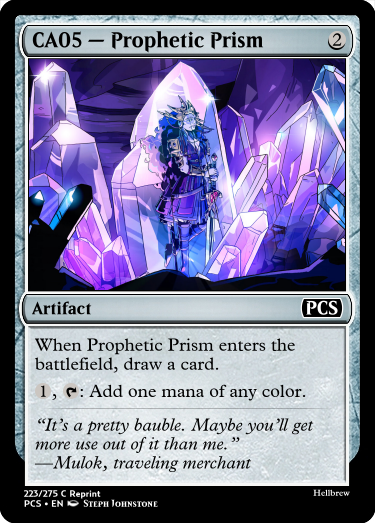 CA05 — Prophetic Prism 2
Artifact PCS
When Prophetic Prism enters the
battlefield, draw a card.
1, T: Add one mana of any color.
“It’s a pretty bauble. Maybe you’ll get
more use out of it than me.”
—Mulok, traveling merchant
223/275 C Reprint Hellbrew
PCS • EN Steph Johnstone